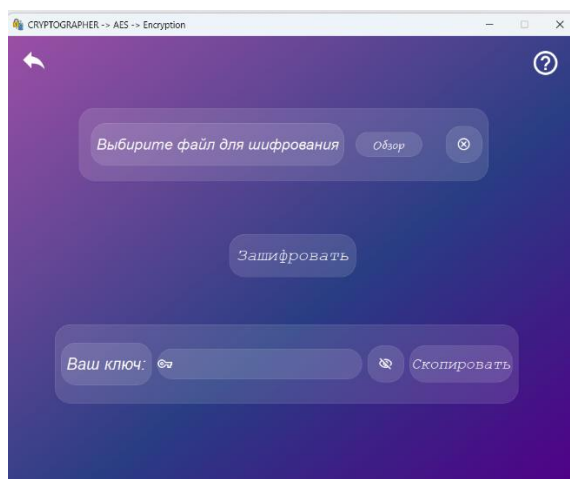 CRYPTOGRAPHER -> AES -> Encryption
Выбирите файл для шифрования Обзор
Зашифровать
Ваш ключ: Скопировать